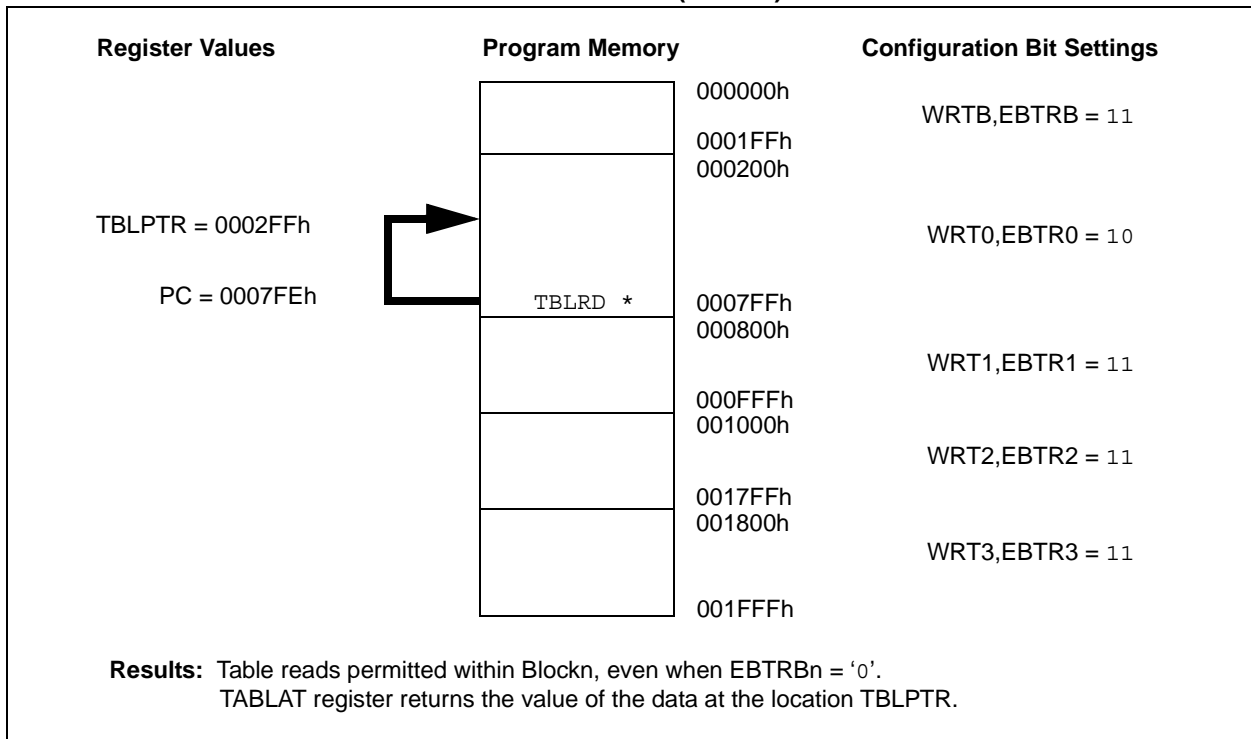 Register Values Program Memory Configuration Bit Settings
000000h
WRTB,EBTRB = 11
0001FFh
000200h
TBLPTR = 0002FFh
WRT0,EBTR0 = 10
PC = 0007FEh
TBLRD *
0007FFh
000800h
WRT1,EBTR1 = 11
000FFFh
001000h
WRT2,EBTR2 = 11
0017FFh
001800h
WRT3,EBTR3 = 11
001FFFh
Results: Table reads permitted within Blockn, even when EBTRBn = ‘0’.
TABLAT register returns the value of the data at the location TBLPTR.